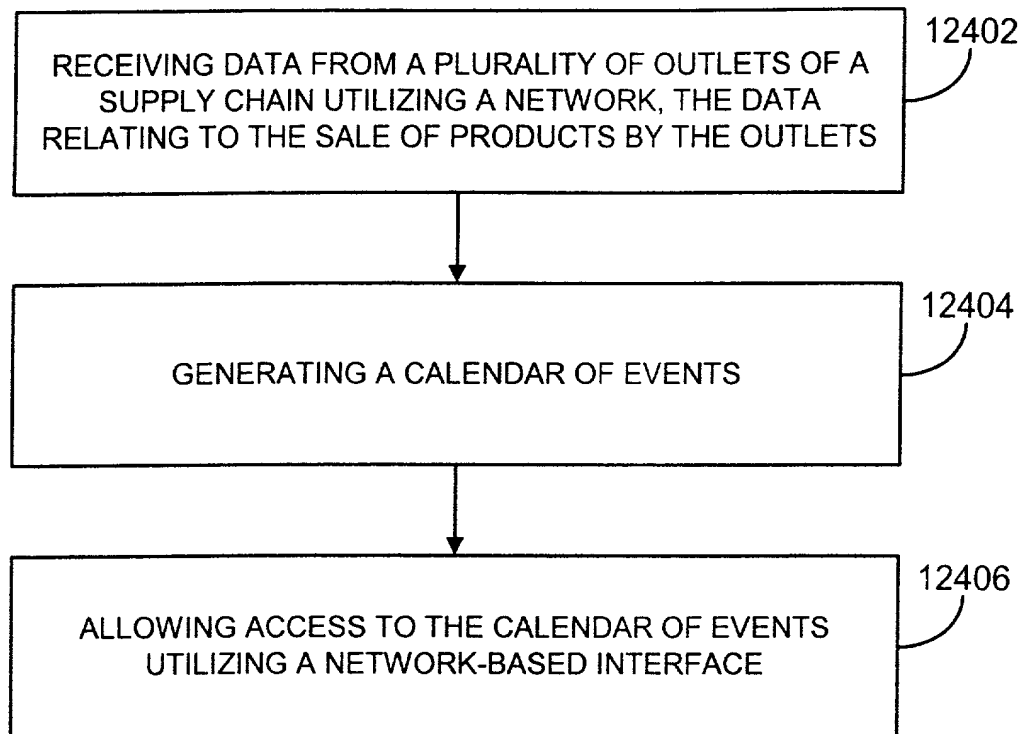 12402
RECEIVING DATA FROM A PLURALITY OF OUTLETS OF A
SUPPLY CHAIN UTILIZING A NETWORK, THE DATA
RELATING TO THE SALE OF PRODUCTS BY THE OUTLETS
12404
GENERATING A CALENDAR OF EVENTS
12406
ALLOWING ACCESS TO THE CALENDAR OF EVENTS
UTILIZING A NETWORK-BASED INTERFACE